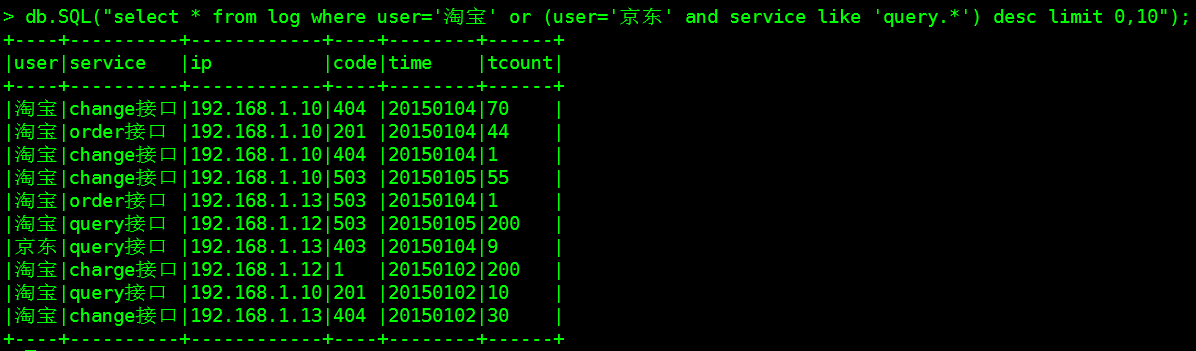 > db.SQL("select * from log where user='淘宝' or (user='京东' and service like 'query.*') desc limit 0,10");
+----+----------+------------+----+--------+------+
|user|service   |ip          |code|time    |tcount|
+----+----------+------------+----+--------+------+
|淘宝|change接口|192.168.1.10|404 |20150104|70    |
|淘宝|order接口 |192.168.1.10|201 |20150104|44    |
|淘宝|change接口|192.168.1.10|404 |20150104|1     |
|淘宝|change接口|192.168.1.10|503 |20150105|55    |
|淘宝|order接口 |192.168.1.13|503 |20150104|1     |
|淘宝|query接口 |192.168.1.12|503 |20150105|200   |
|京东|query接口 |192.168.1.13|403 |20150104|9     |
|淘宝|charge接口|192.168.1.12|1   |20150102|200   |
|淘宝|query接口 |192.168.1.10|201 |20150102|10    |
|淘宝|change接口|192.168.1.13|404 |20150102|30    |
+----+----------+------------+----+--------+------+